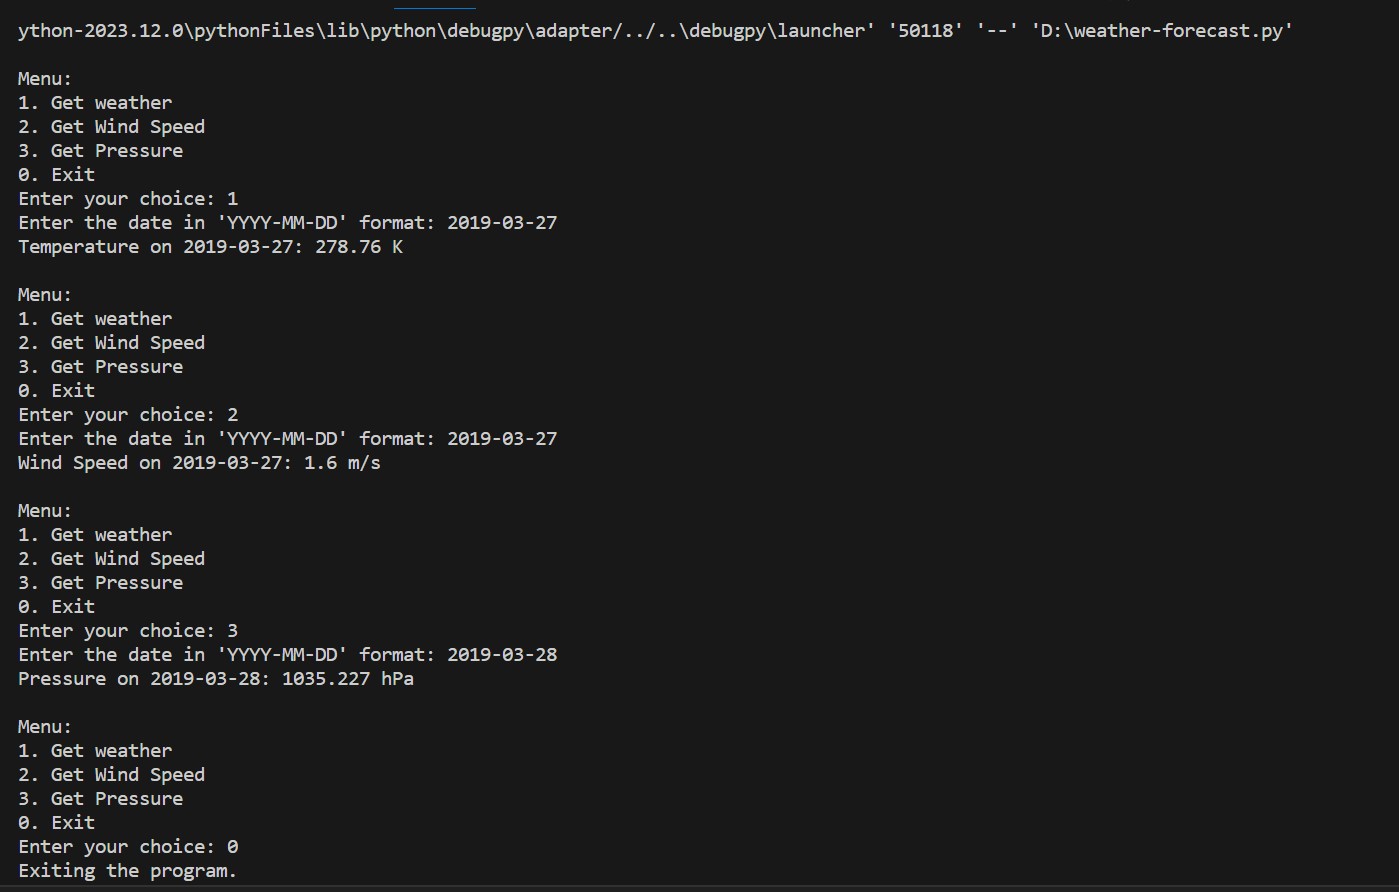 ython-2023.12.0\pythonFiles\lib\python\debugpy\adapter/../..\debugpy\launcher' '50118' '--' 'D:\weather-forecast.py'
Menu:
1. Get weather
2. Get Wind Speed
3. Get Pressure
0. Exit
Enter your choice: 1
Enter the date in 'YYYY-MM-DD' format: 2019-03-27
Temperature on 2019-03-27: 278.76 K
Menu:
1. Get weather
2. Get Wind Speed
3. Get Pressure
0. Exit
Enter your choice: 2
Enter the date in 'YYYY-MM-DD' format: 2019-03-27
Wind Speed on 2019-03-27: 1.6 m/s
Menu:
1. Get weather
2. Get Wind Speed
3. Get Pressure
0. Exit
Enter your choice: 3
Enter the date in 'YYYY-MM-DD' format: 2019-03-28
Pressure on 2019-03-28: 1035.227 hPa
Menu:
1. Get weather
2. Get Wind Speed
3. Get Pressure
0. Exit
Enter your choice: 0
Exiting the program.